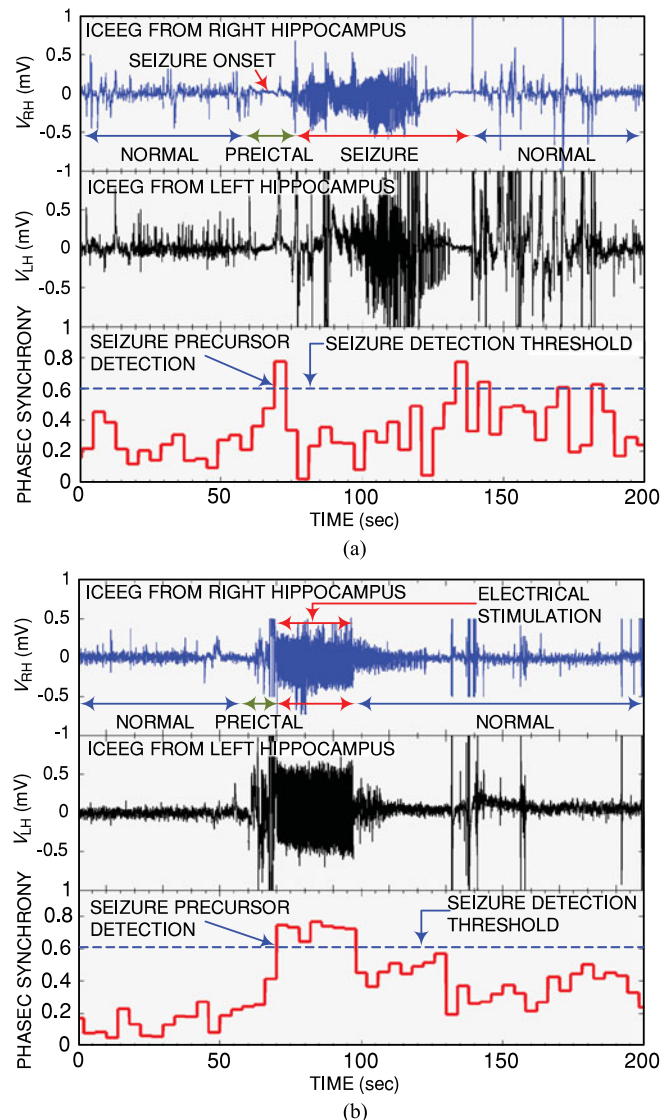 ICEEG FROM RIGHT HIPPOCAMPUS
SEIZURE ONSET
1
0.5
0
-0.5
1
V_RH (mV)
NORMAL
PREICTAL
SEIZURE
NORMAL
ICEEG FROM LEFT HIPPOCAMPUS
0.5
0
-0.5
1
V_LH (mV)
SEIZURE PRECURSOR
DETECTION
SEIZURE DETECTION THRESHOLD
0.8
0.6
0.4
0.2
0
PHASEC SYNCHRONY
0 50 100 150 200
TIME (sec)
(a)
ICEEG FROM RIGHT HIPPOCAMPUS
ELECTRICAL
STIMULATION
1
0.5
0
-0.5
1
V_RH (mV)
NORMAL
PREICTAL
NORMAL
ICEEG FROM LEFT HIPPOCAMPUS
0.5
0
-0.5
1
V_LH (mV)
SEIZURE PRECURSOR
DETECTION
SEIZURE DETECTION
THRESHOLD
0.8
0.6
0.4
0.2
0
PHASEC SYNCHRONY
0 50 100 150 200
TIME (sec)
(b)